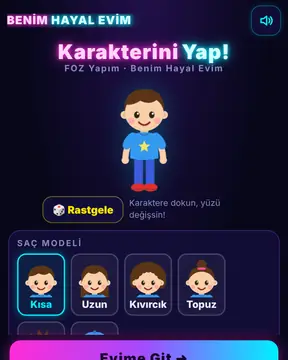 BENİM HAYAL EVİM
Karakterini Yap!
FOZ Yapım · Benim Hayal Evim
🎲 Rastgele
Karaktere dokun, yüzü
değişsin!
SAÇ MODELİ
Kısa
Uzun
Kıvırcık
Topuz
Evime Git →